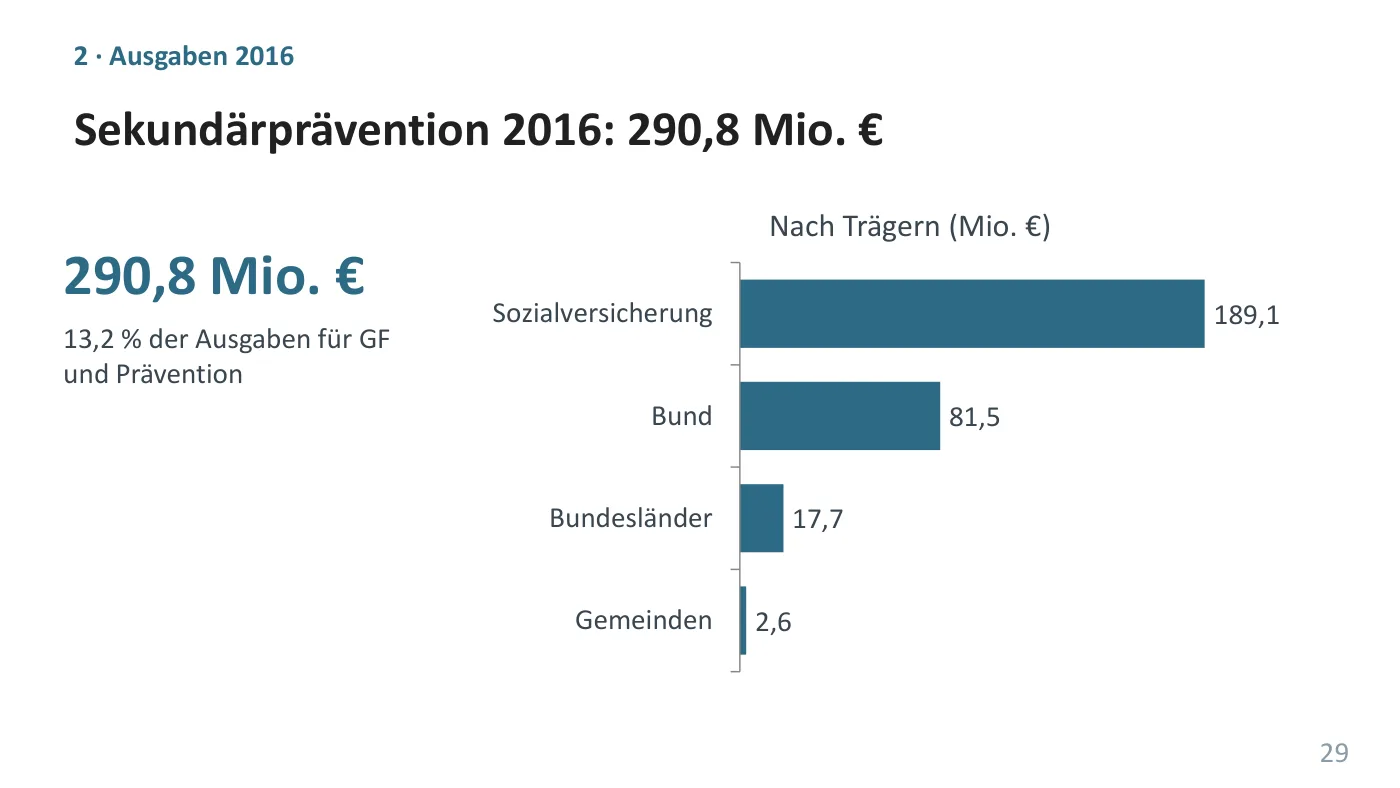 2 · Ausgaben 2016
Sekundärprävention 2016: 290,8 Mio. €
290,8 Mio. €
13,2 % der Ausgaben für GF
und Prävention
Nach Trägern (Mio. €)
Sozialversicherung 189,1
Bund 81,5
Bundesländer 17,7
Gemeinden 2,6
29